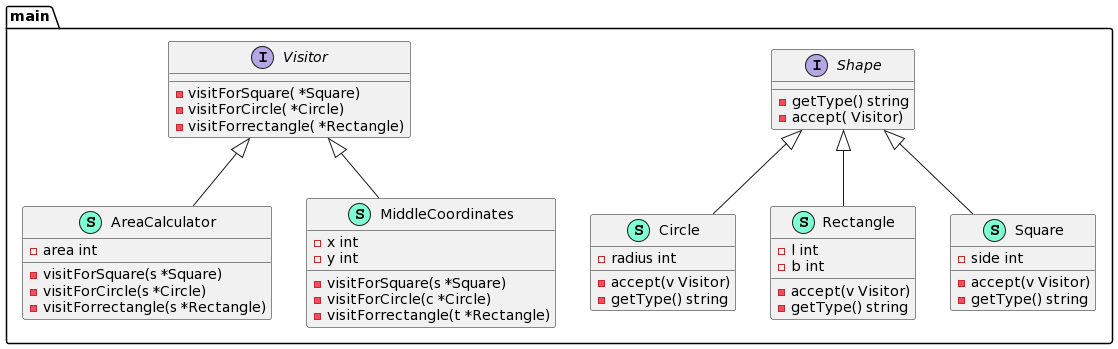 main
I Visitor
visitForSquare( *Square)
visitForCircle( *Circle)
visitForrectangle( *Rectangle)
I Shape
getType() string
accept( Visitor)
S AreaCalculator
area int
visitForSquare(s *Square)
visitForCircle(s *Circle)
visitForrectangle(s *Rectangle)
S MiddleCoordinates
x int
y int
visitForSquare(s *Square)
visitForCircle(c *Circle)
visitForrectangle(t *Rectangle)
S Circle
radius int
accept(v Visitor)
getType() string
S Rectangle
l int
b int
accept(v Visitor)
getType() string
S Square
side int
accept(v Visitor)
getType() string